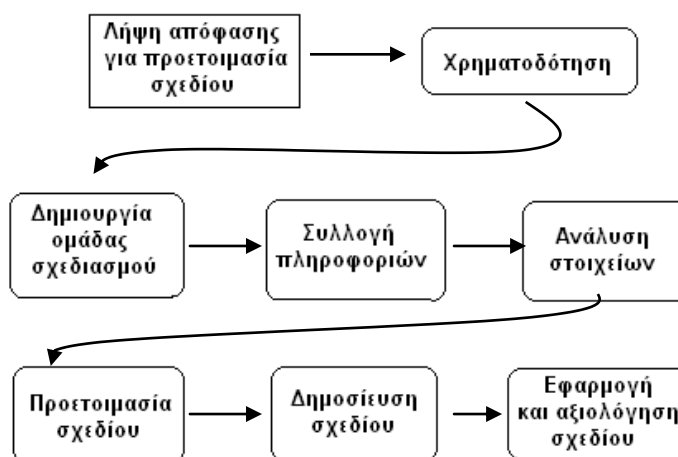 Λήψη απόφασης
για προετοιμασία
σχεδίου
Χρηματοδότηση
Δημιουργία
ομάδας
σχεδιασμού
Συλλογή
πληροφοριών
Ανάλυση
στοιχείων
Προετοιμασία
σχεδίου
Δημοσίευση
σχεδίου
Εφαρμογή
και αξιολόγηση
σχεδίου